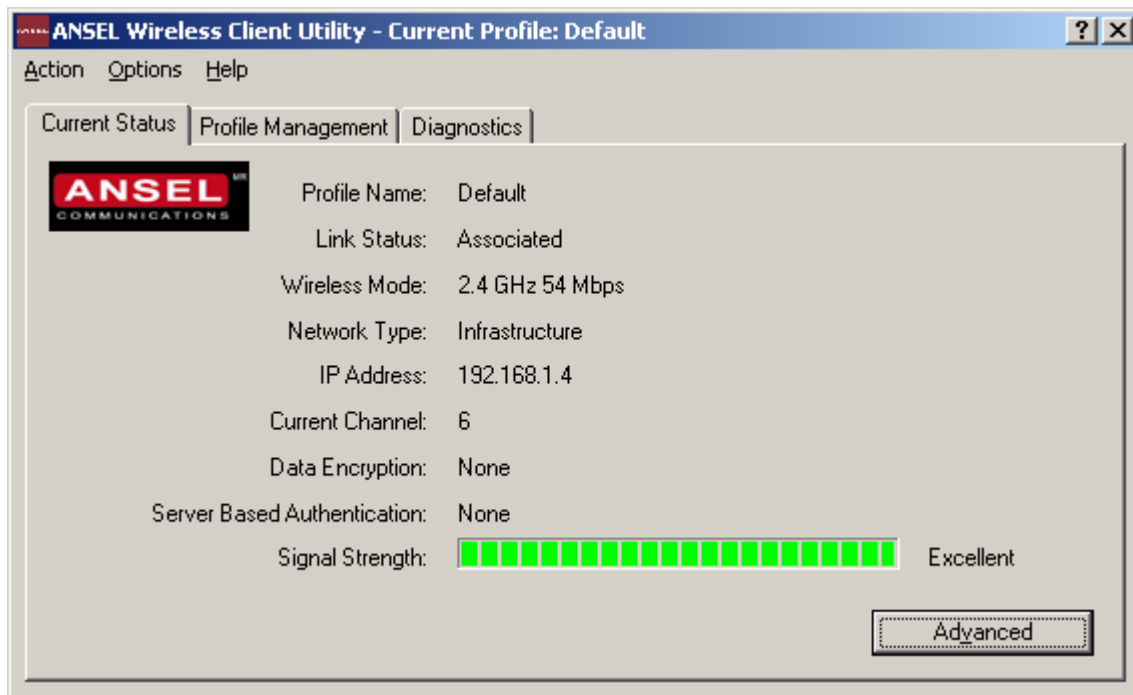 ANSEL Wireless Client Utility - Current Profile: Default
Action Options Help
Current Status Profile Management Diagnostics
ANSEL MR
COMMUNICATIONS
Profile Name: Default
Link Status: Associated
Wireless Mode: 2.4 GHz 54 Mbps
Network Type: Infrastructure
IP Address: 192.168.1.4
Current Channel: 6
Data Encryption: None
Server Based Authentication: None
Signal Strength: Excellent
Advanced